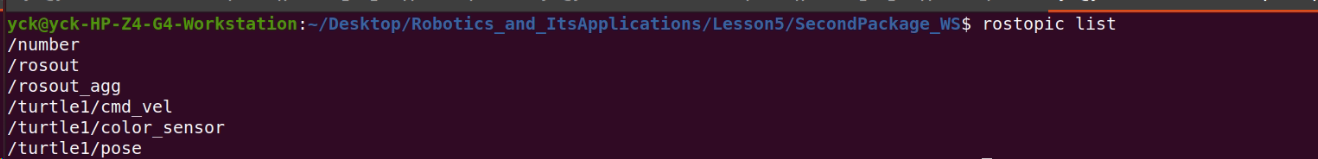 yck@yck-HP-Z4-G4-Workstation:~/Desktop/Robotics_and_ItsApplications/Lesson5/SecondPackage_WS$ rostopic list
/number
/rosout
/rosout_agg
/turtle1/cmd_vel
/turtle1/color_sensor
/turtle1/pose